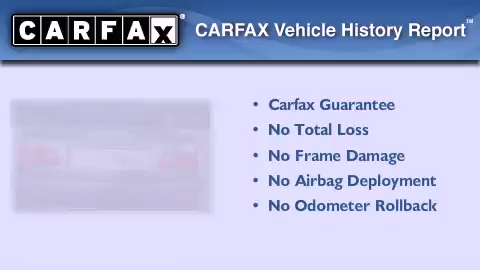 CARFAX® CARFAX Vehicle History Report™
• Carfax Guarantee
• No Total Loss
• No Frame Damage
• No Airbag Deployment
• No Odometer Rollback